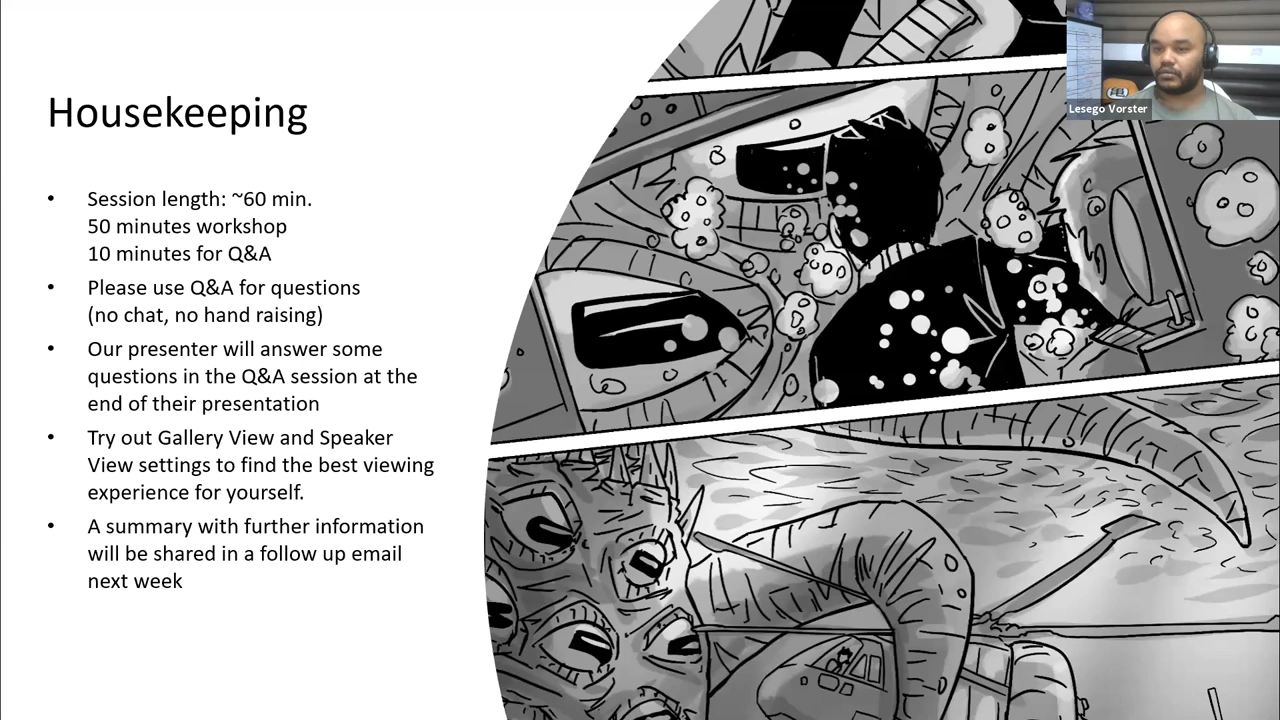 Housekeeping
• Session length: ~60 min.
50 minutes workshop
10 minutes for Q&A
• Please use Q&A for questions
(no chat, no hand raising)
• Our presenter will answer some
questions in the Q&A session at the
end of their presentation
• Try out Gallery View and Speaker
View settings to find the best viewing
experience for yourself.
• A summary with further information
will be shared in a follow up email
next week
Lesego Vorster